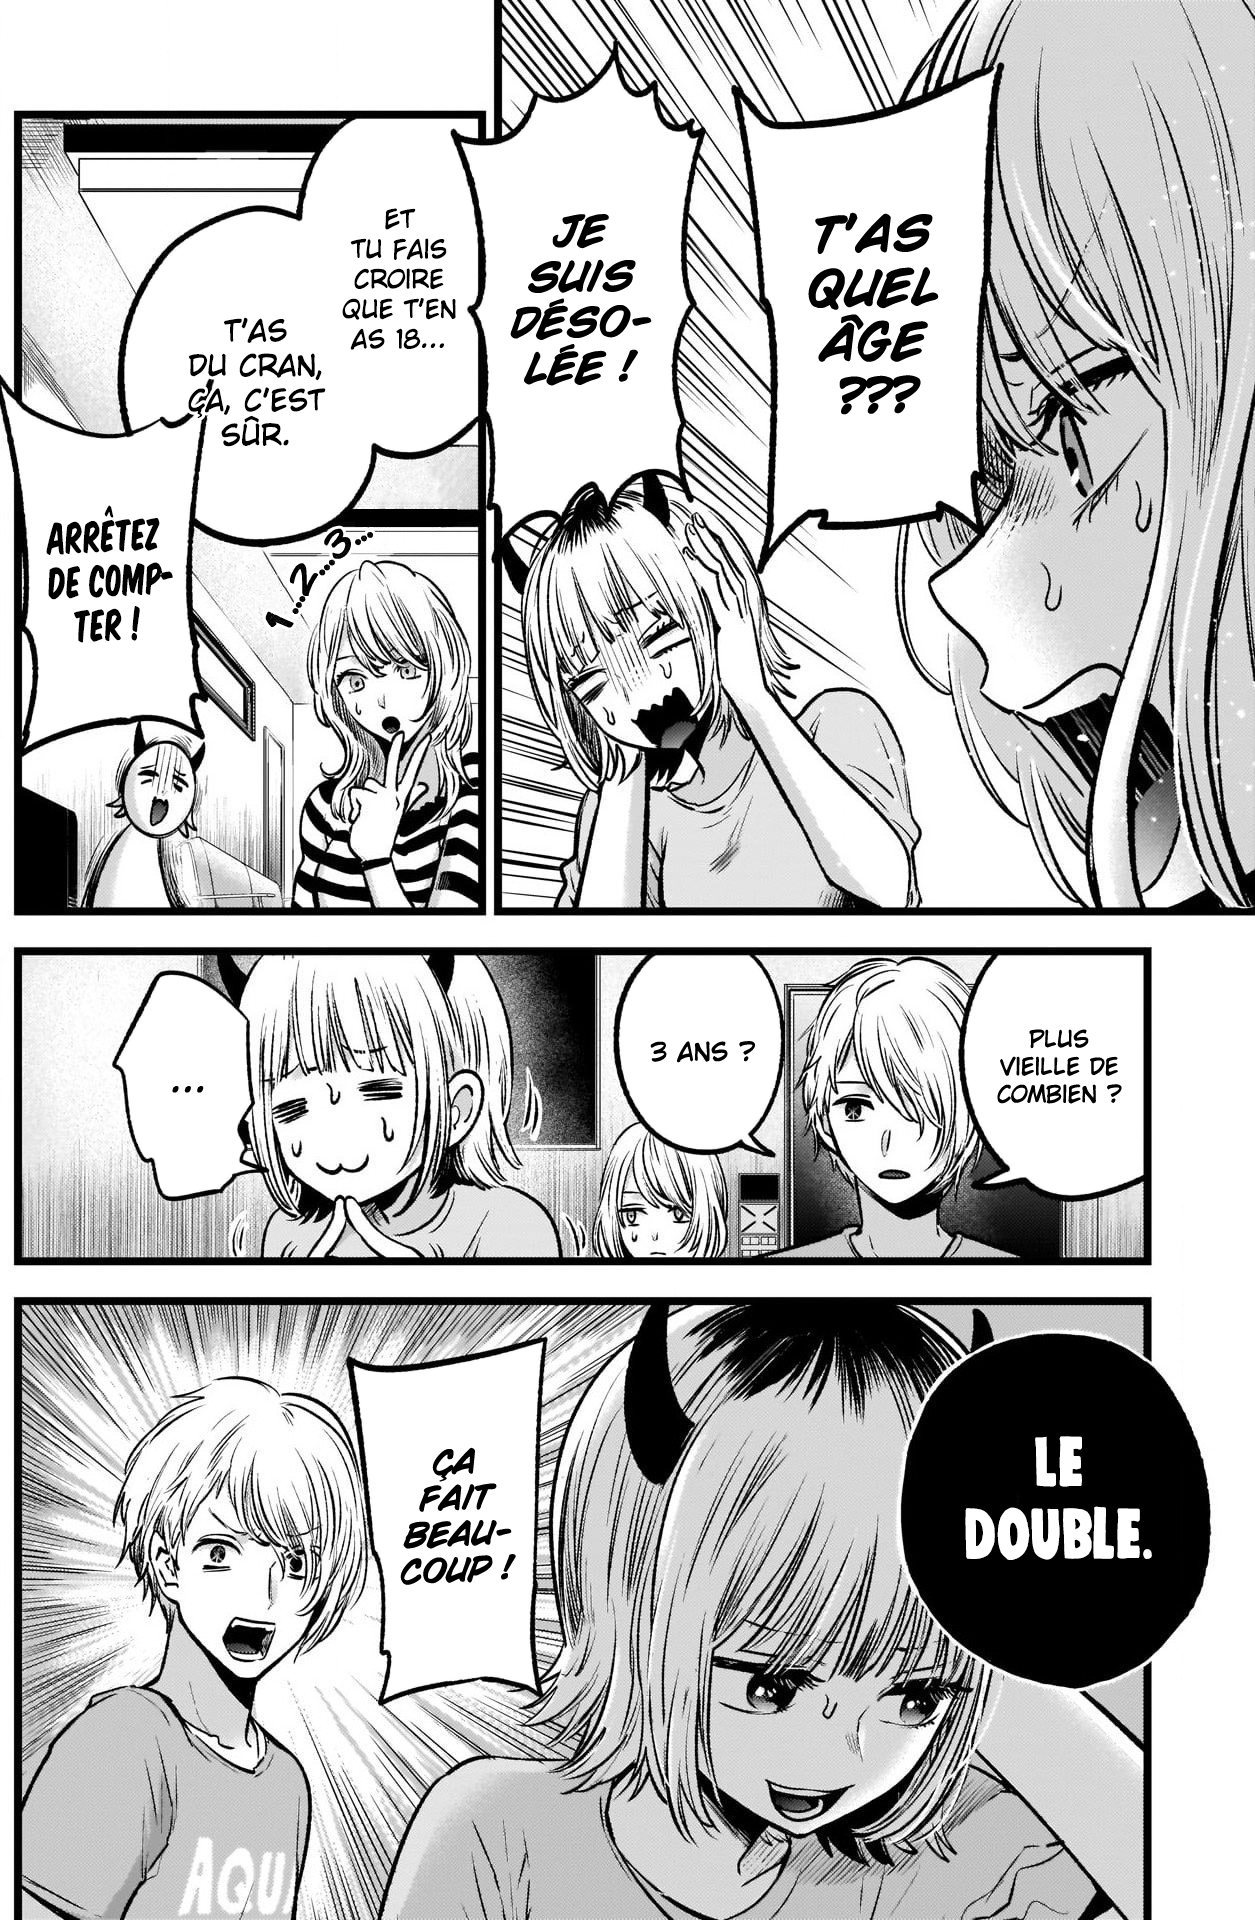 T'AS
QUEL
ÂGE
???
JE
SUIS
DÉSO-
LÉE !
ET
TU FAIS
CROIRE
QUE T'EN
AS 18...
T'AS
DU CRAN,
ÇA, C'EST
SÛR.
1...2...3...
ARRÊTEZ
DE COMP-
TER !
PLUS
VIEILLE DE
COMBIEN ?
3 ANS ?
...
LE
DOUBLE.
ÇA
FAIT
BEAU-
COUP !
AQUA